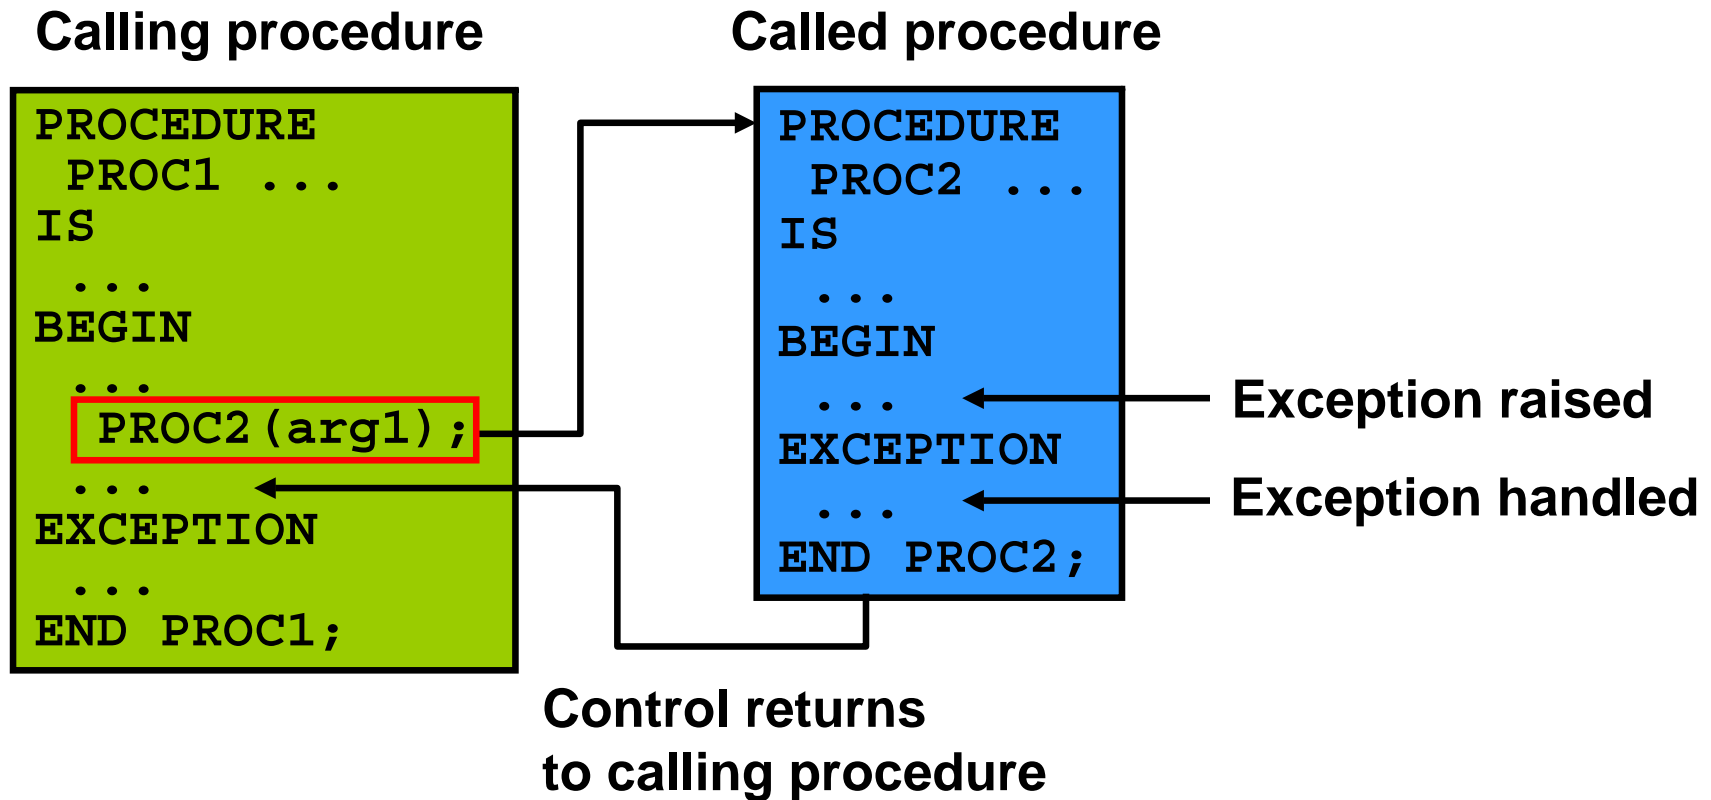 Calling procedure
PROCEDURE
PROC1 ...
IS
...
BEGIN
...
PROC2(arg1);
...
EXCEPTION
...
END PROC1;
Called procedure
PROCEDURE
PROC2 ...
IS
...
BEGIN
...
EXCEPTION
...
END PROC2;
Exception raised
Exception handled
Control returns
to calling procedure